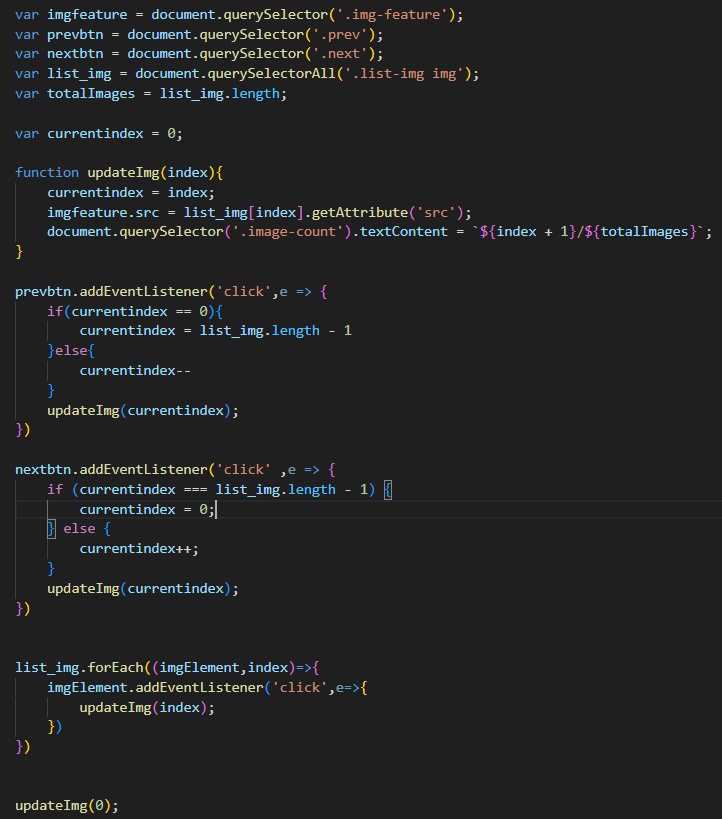 var imgfeature = document.querySelector('.img-feature');
var prevbtn = document.querySelector('.prev');
var nextbtn = document.querySelector('.next');
var list_img = document.querySelectorAll('.list-img img');
var totalImages = list_img.length;

var currentindex = 0;

function updateImg(index){
    currentindex = index;
    imgfeature.src = list_img[index].getAttribute('src');
    document.querySelector('.image-count').textContent = `${index + 1}/${totalImages}`;
}

prevbtn.addEventListener('click',e => {
    if(currentindex == 0){
        currentindex = list_img.length - 1
    }else{
        currentindex--
    }
    updateImg(currentindex);
})

nextbtn.addEventListener('click' ,e => {
    if (currentindex === list_img.length - 1) {
        currentindex = 0;
    } else {
        currentindex++;
    }
    updateImg(currentindex);
})


list_img.forEach((imgElement,index)=>{
    imgElement.addEventListener('click',e=>{
        updateImg(index);
    })
})


updateImg(0);